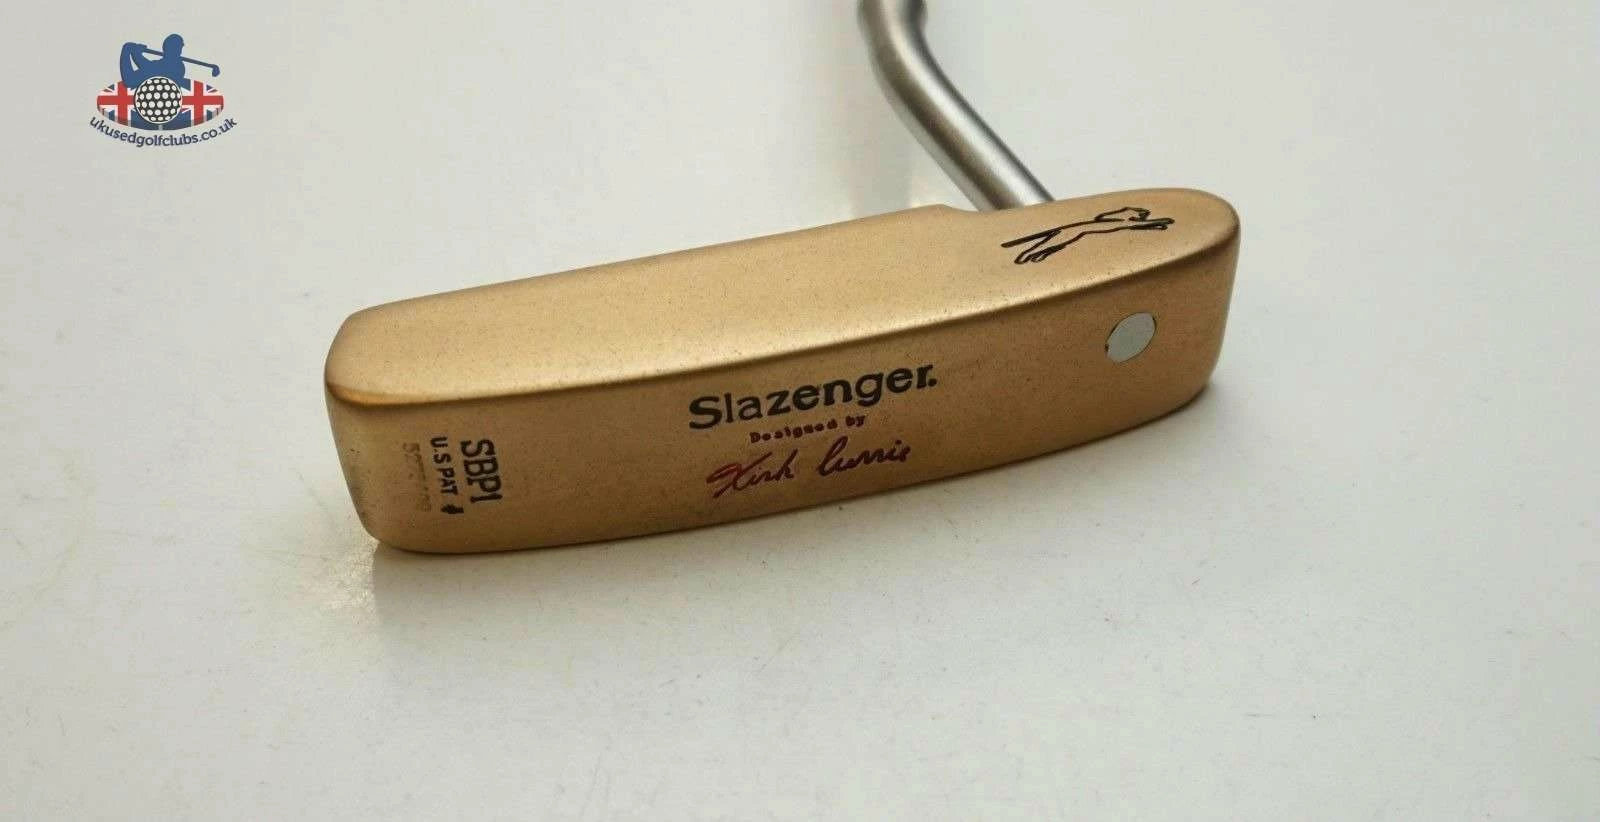 ukusedgolfclubs.co.uk
Slazenger.
Designed by
Kirk Currie
SBP1
U.S PAT #